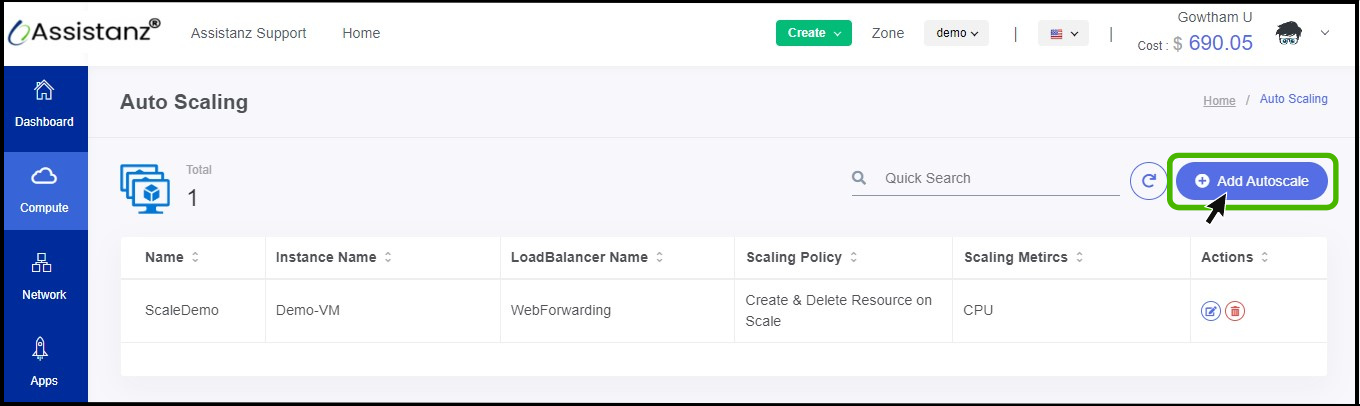 Assistanz®
Assistanz Support
Home
Create
Zone
demo
|
|
Gowtham U
Cost : $ 690.05
Dashboard
Compute
Network
Apps
Auto Scaling
Home / Auto Scaling
Total
1
Quick Search
Add Autoscale
Name
Instance Name
LoadBalancer Name
Scaling Policy
Scaling Metircs
Actions
ScaleDemo
Demo-VM
WebForwarding
Create & Delete Resource on
Scale
CPU